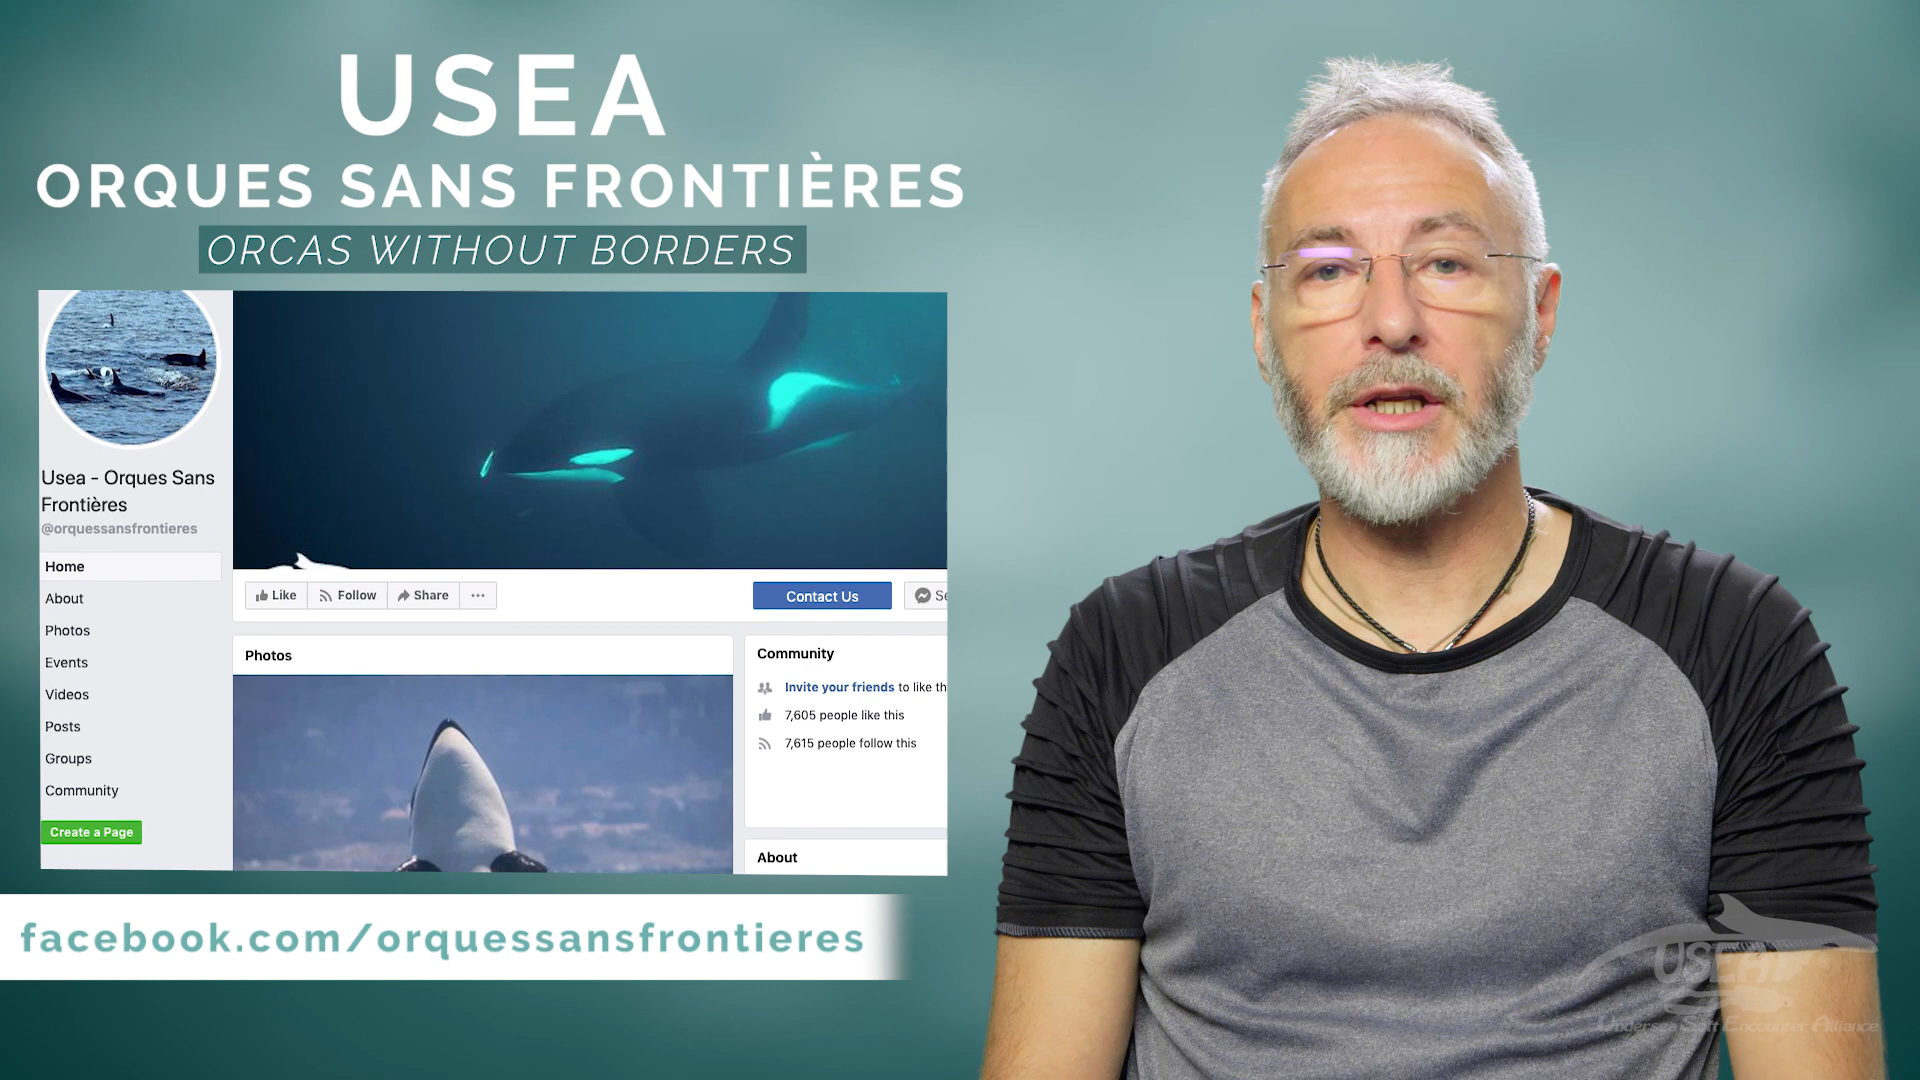 USEA
ORQUES SANS FRONTIÈRES
ORCAS WITHOUT BORDERS
Usea - Orques Sans
Frontières
@orquessansfrontieres
Home
About
Photos
Events
Videos
Posts
Groups
Community
Create a Page
Like
Follow
Share
...
Contact Us
Se
Photos
Community
Invite your friends to like th
7,605 people like this
7,615 people follow this
About
facebook.com/orquessansfrontieres
USEA
Undersea Soft Encounter Alliance